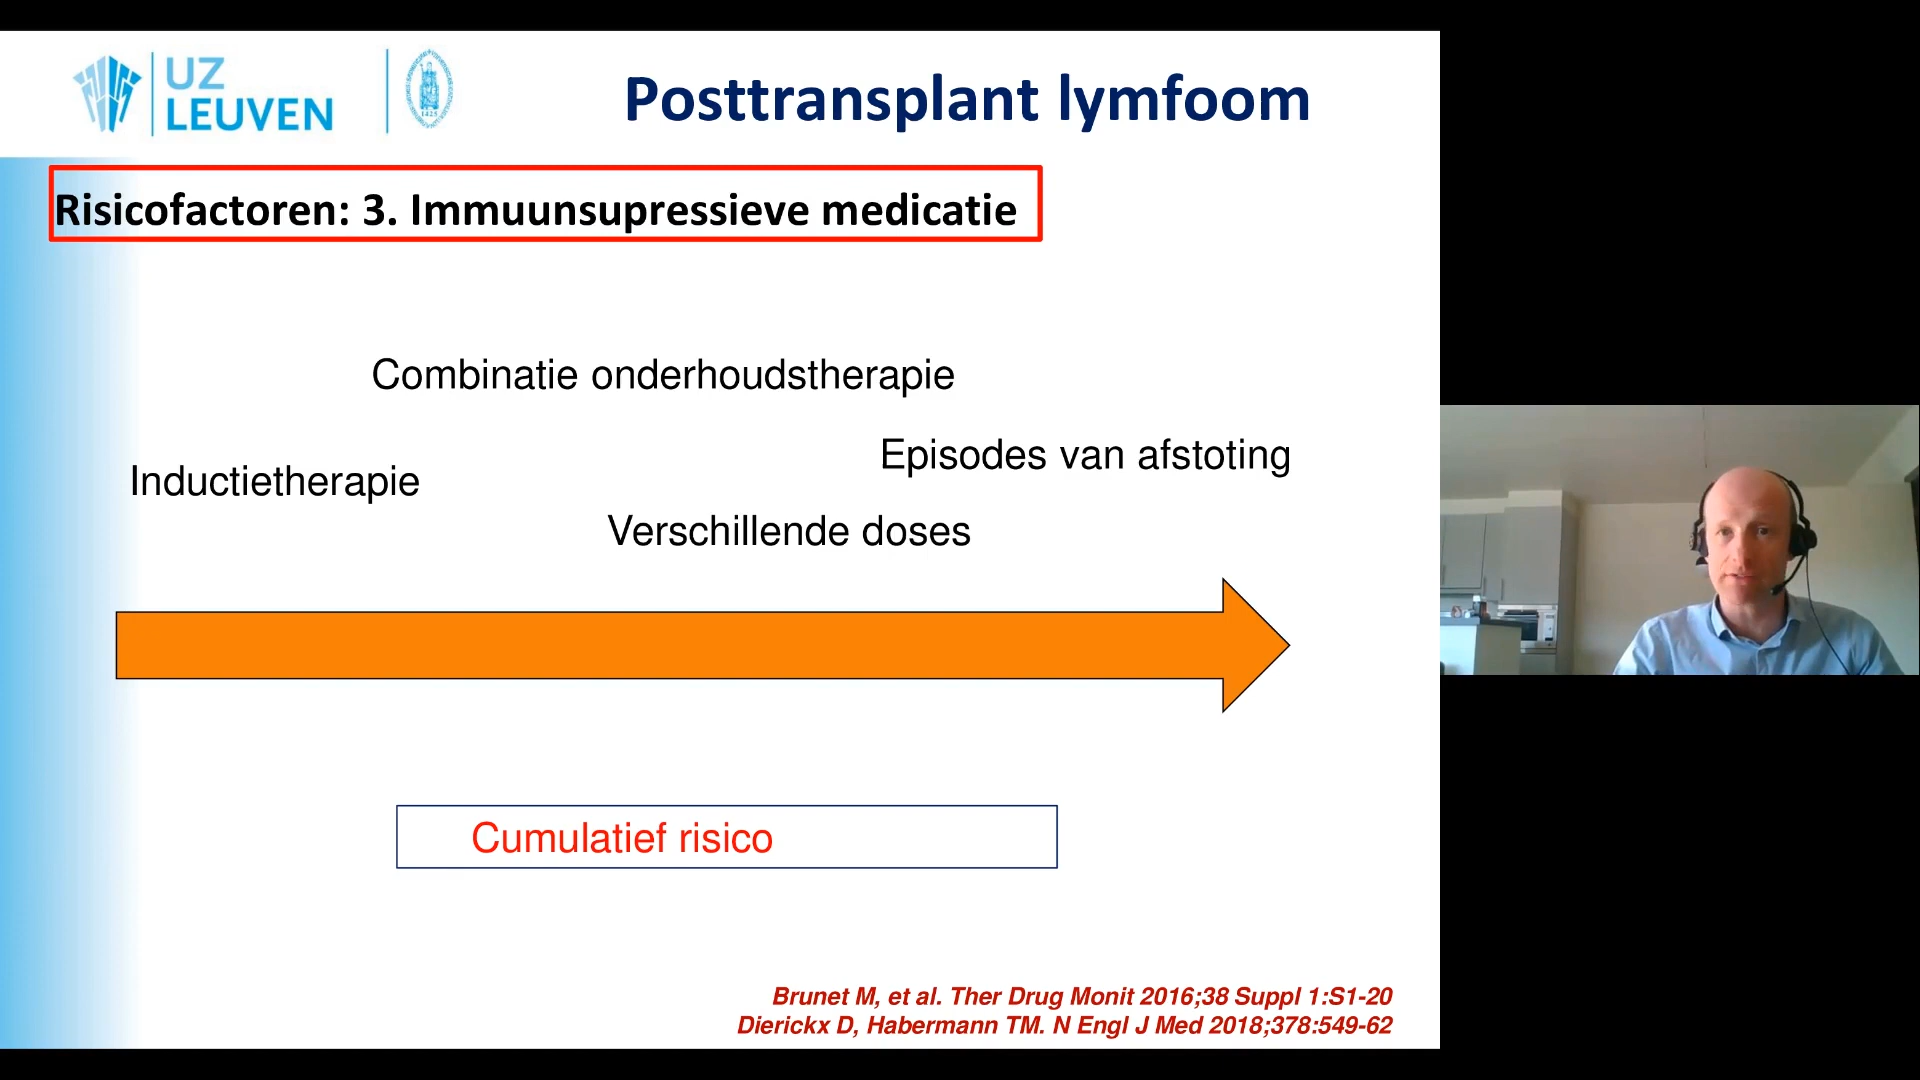 UZ
LEUVEN
1425
Posttransplant lymfoom
Risicofactoren: 3. Immuunsupressieve medicatie
Combinatie onderhoudstherapie
Episodes van afstoting
Inductietherapie
Verschillende doses
Cumulatief risico
Brunet M, et al. Ther Drug Monit 2016;38 Suppl 1:S1-20
Dierickx D, Habermann TM. N Engl J Med 2018;378:549-62